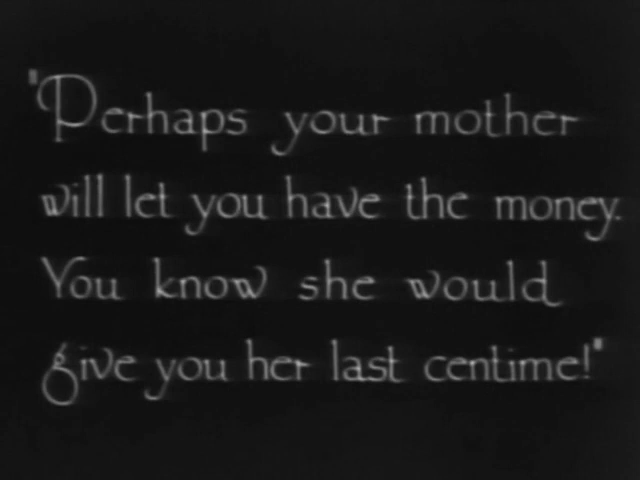 "Perhaps your mother
will let you have the money.
You know she would
give you her last centime!"